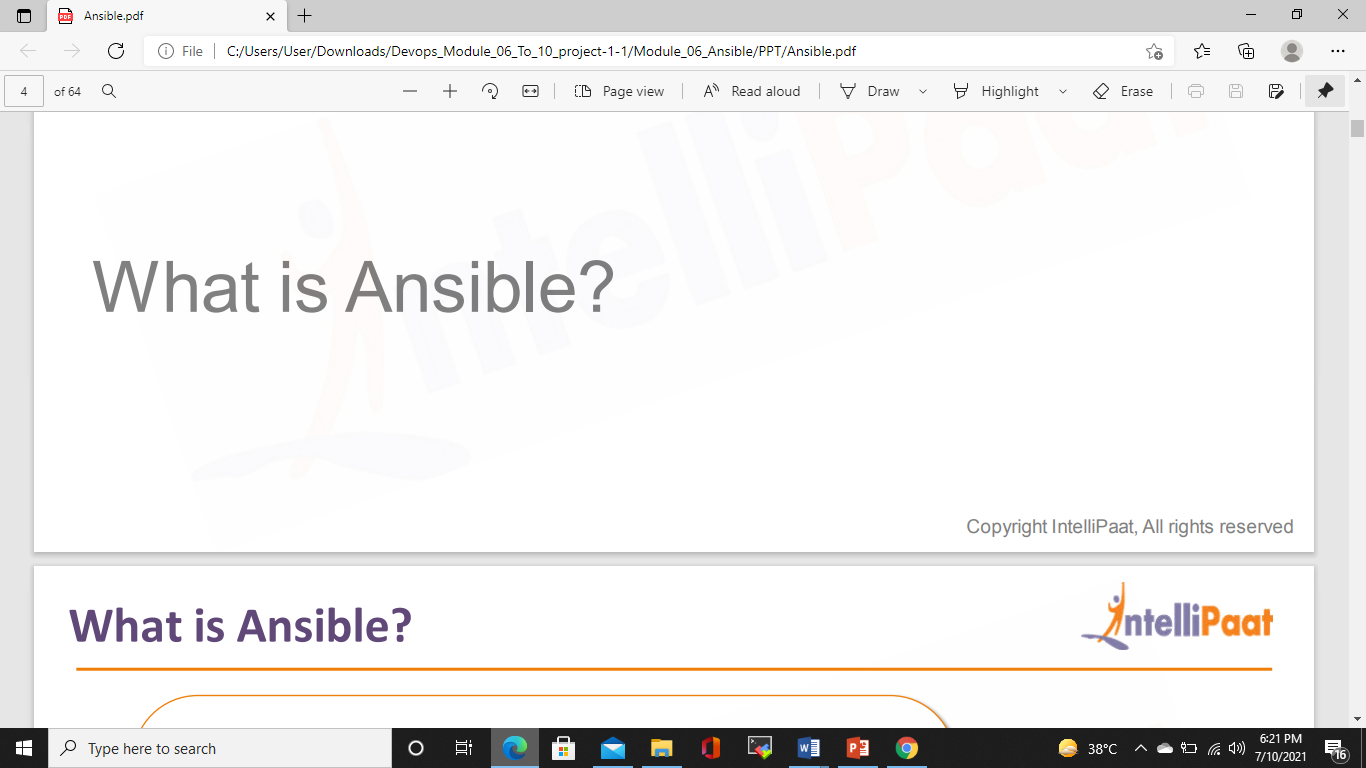 Ansible.pdf
File
C:/Users/User/Downloads/Devops_Module_06_To_10_project-1-1/Module_06_Ansible/PPT/Ansible.pdf
4 of 64
Page view
Read aloud
Draw
Highlight
Erase
IntelliPaat
What is Ansible?
Copyright IntelliPaat, All rights reserved
What is Ansible?
IntelliPaat
Type here to search
38°C
6:21 PM
7/10/2021
16